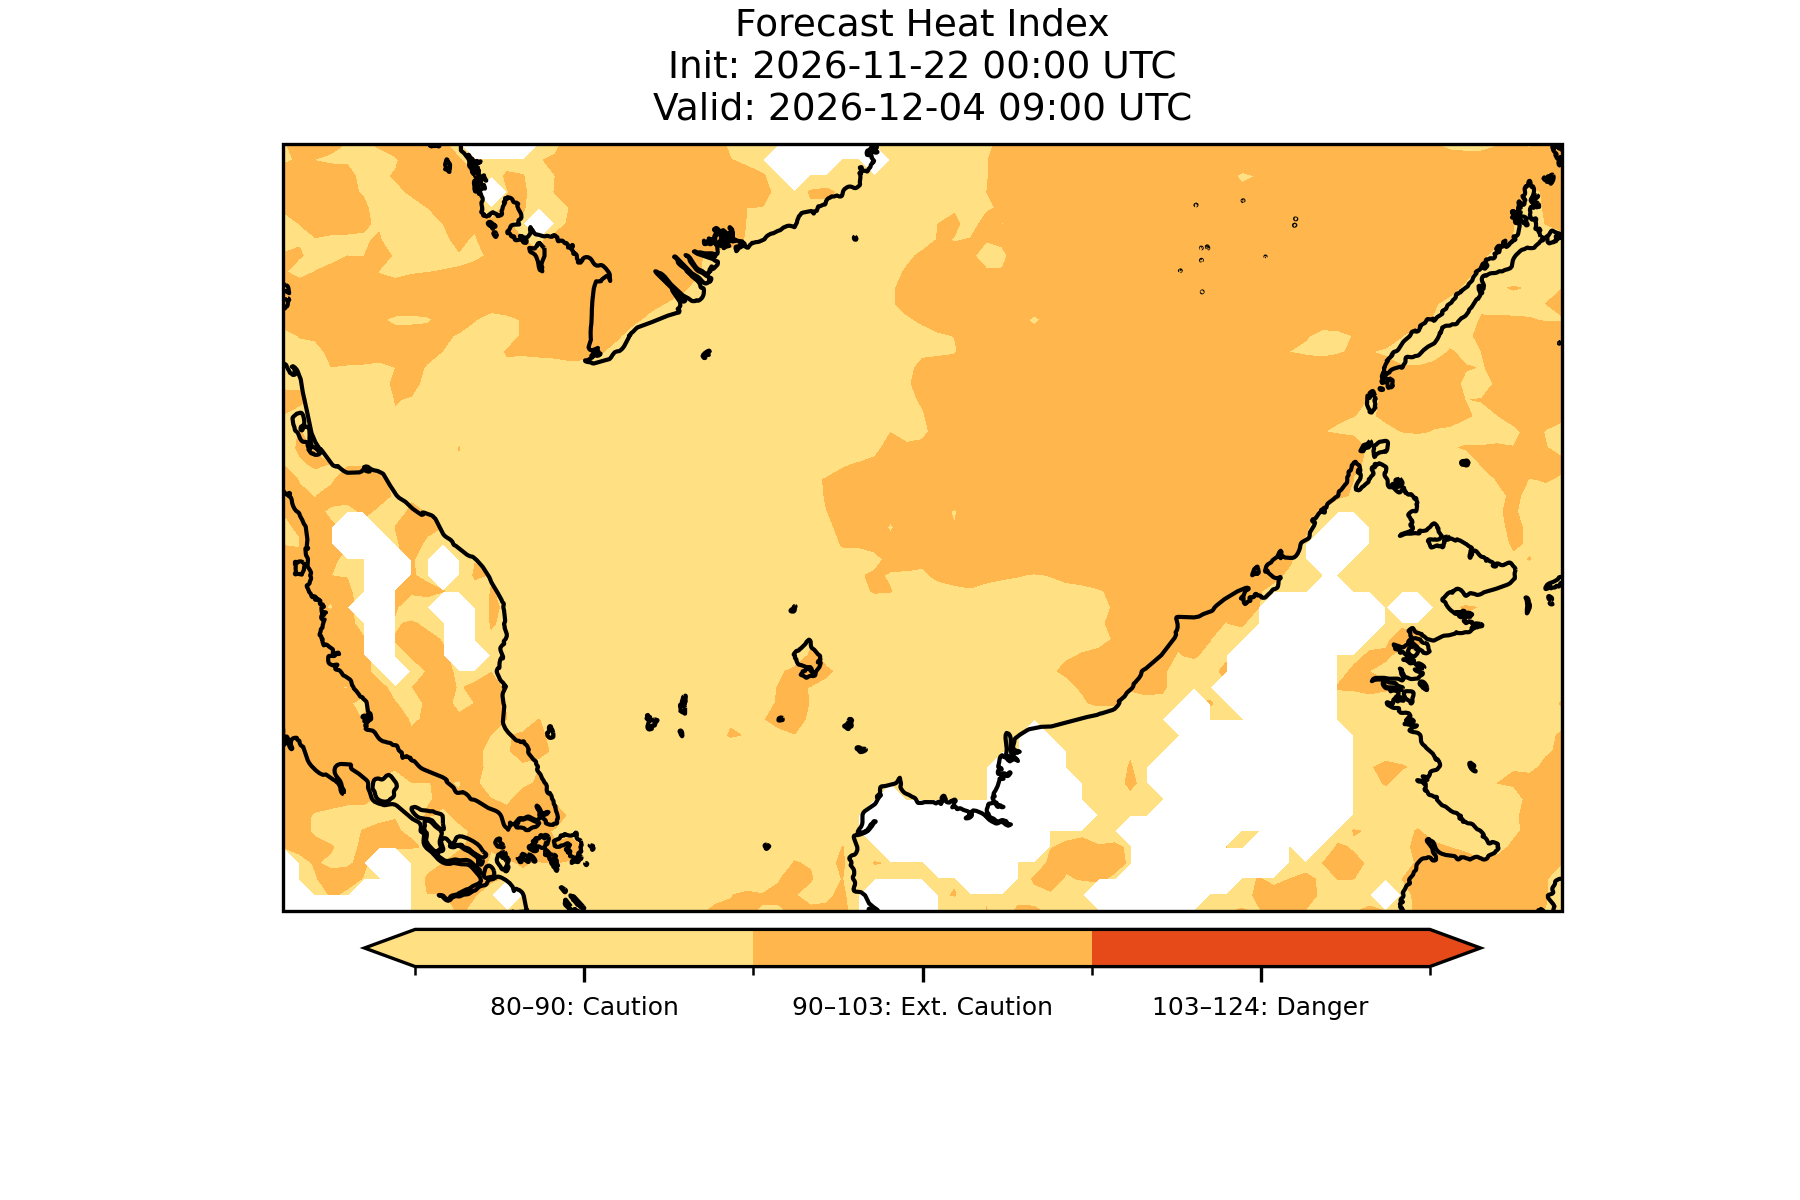 Forecast Heat Index
Init: 2026-11-22 00:00 UTC
Valid: 2026-12-04 09:00 UTC
80–90: Caution
90–103: Ext. Caution
103–124: Danger